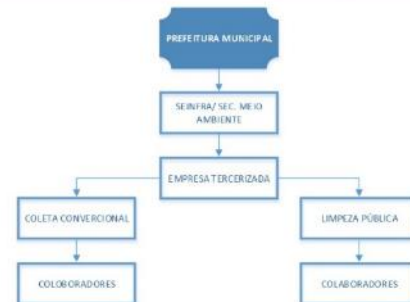 PREFEITURA MUNICIPAL
SEINFRA/ SEC. MEIO
AMBIENTE
EMPRESA TERCERIZADA
COLETA CONVERCIONAL
LIMPEZA PÚBLICA
COLOBORADORES
COLABORADORES